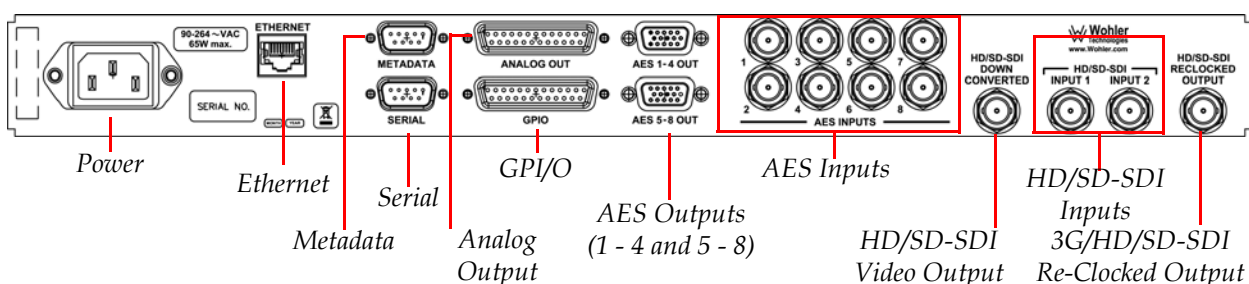 90-264~VAC
65W max.
ETHERNET
METADATA
ANALOG OUT
AES 1-4 OUT
SERIAL NO.
MONTH
YEAR
SERIAL
GPIO
AES 5-8 OUT
1
3
5
7
2
4
6
8
AES INPUTS
HD/SD-SDI
DOWN
CONVERTED
Wohler
Technologies
www.Wohler.com
HD/SD-SDI
INPUT 1
INPUT 2
HD/SD-SDI
RECLOCKED
OUTPUT
Power
Ethernet
Metadata
Serial
Analog
Output
GPI/O
AES Outputs
(1 - 4 and 5 - 8)
AES Inputs
HD/SD-SDI
Video Output
HD/SD-SDI
Inputs
3G/HD/SD-SDI
Re-Clocked Output